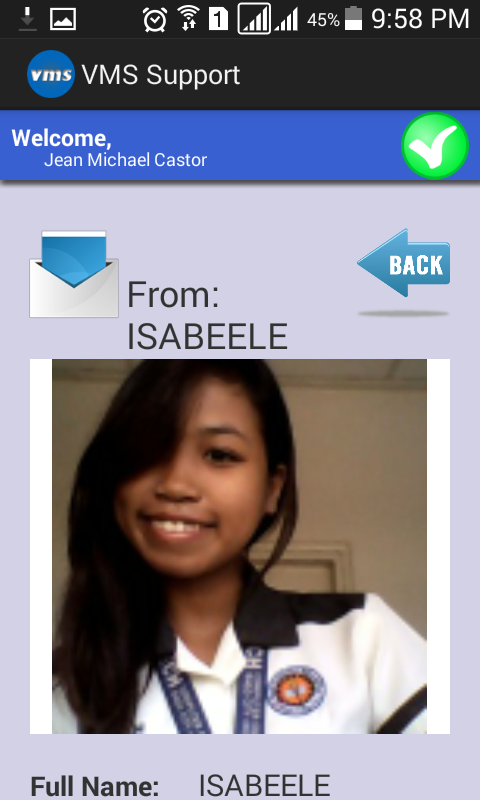 1 45% 9:58 PM
vms VMS Support
Welcome,
Jean Michael Castor
BACK
From:
ISABEELE
Full Name: ISABEELE